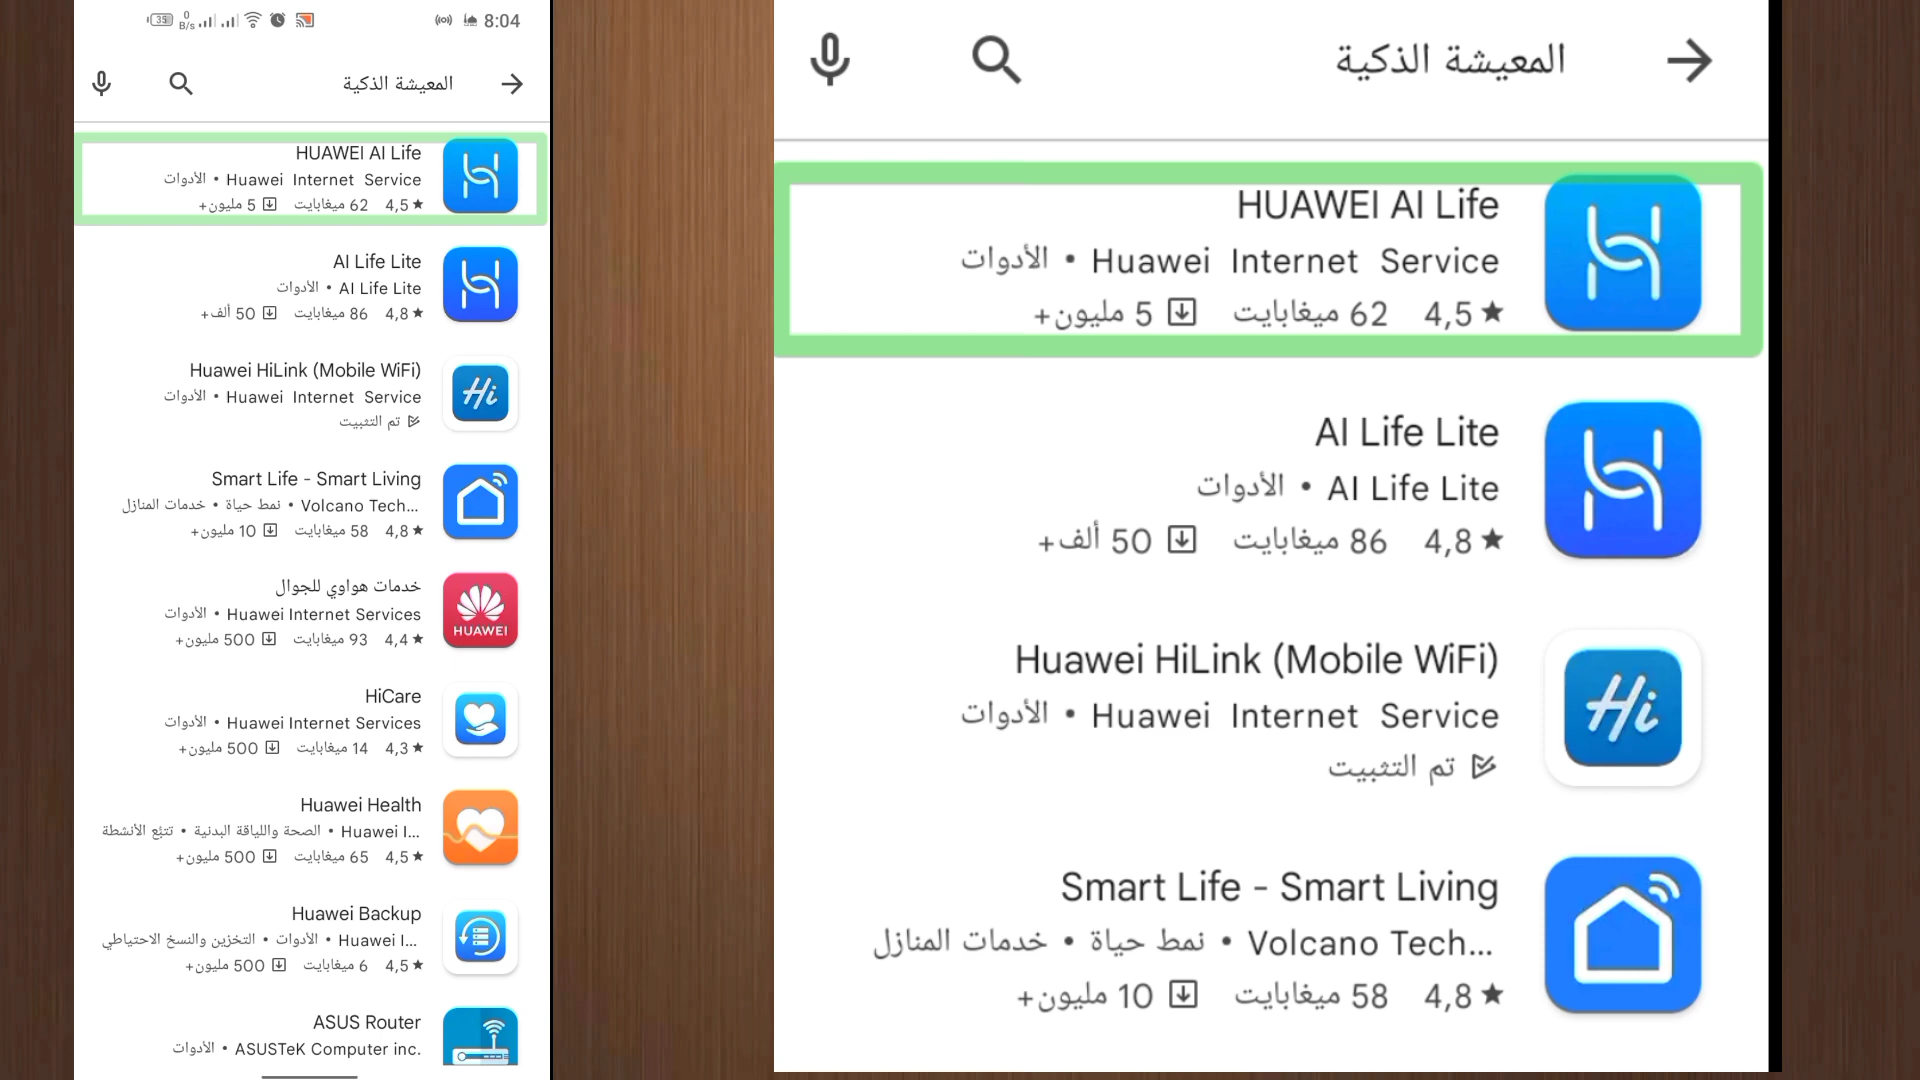 35 0 B/s 8:04
المعيشة الذكية
HUAWEI AI Life
Huawei Internet Service • الأدوات
4,5★ 62 ميغابايت 5 مليون+
AI Life Lite
AI Life Lite • الأدوات
4,8★ 86 ميغابايت 50 ألف+
Huawei HiLink (Mobile WiFi)
Huawei Internet Service • الأدوات
تم التثبيت
Smart Life - Smart Living
Volcano Tech... • نمط حياة • خدمات المنازل
4,8★ 58 ميغابايت 10 مليون+
خدمات هواوي للجوال
Huawei Internet Services • الأدوات
4,4★ 93 ميغابايت 500 مليون+
HUAWEI
HiCare
Huawei Internet Services • الأدوات
4,3★ 14 ميغابايت 500 مليون+
Huawei Health
Huawei I... • الصحة واللياقة البدنية • تتبّع الأنشطة
4,5★ 65 ميغابايت 500 مليون+
Huawei Backup
Huawei I... • الأدوات • التخزين والنسخ الاحتياطي
4,5★ 6 ميغابايت 500 مليون+
ASUS Router
ASUSTeK Computer inc. • الأدوات
المعيشة الذكية
HUAWEI AI Life
Huawei Internet Service • الأدوات
4,5★ 62 ميغابايت 5 مليون+
AI Life Lite
AI Life Lite • الأدوات
4,8★ 86 ميغابايت 50 ألف+
Huawei HiLink (Mobile WiFi)
Huawei Internet Service • الأدوات
تم التثبيت
Hi
Smart Life - Smart Living
Volcano Tech... • نمط حياة • خدمات المنازل
4,8★ 58 ميغابايت 10 مليون+